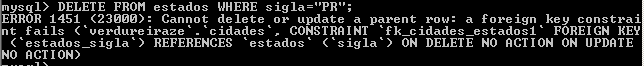 mysql> DELETE FROM estados WHERE sigla="PR";
ERROR 1451 (23000): Cannot delete or update a parent row: a foreign key constrai
nt fails (`verdureiraze`.`cidades`, CONSTRAINT `fk_cidades_estados1` FOREIGN KEY
 (`estados_sigla`) REFERENCES `estados` (`sigla`) ON DELETE NO ACTION ON UPDATE
NO ACTION)
mysql>